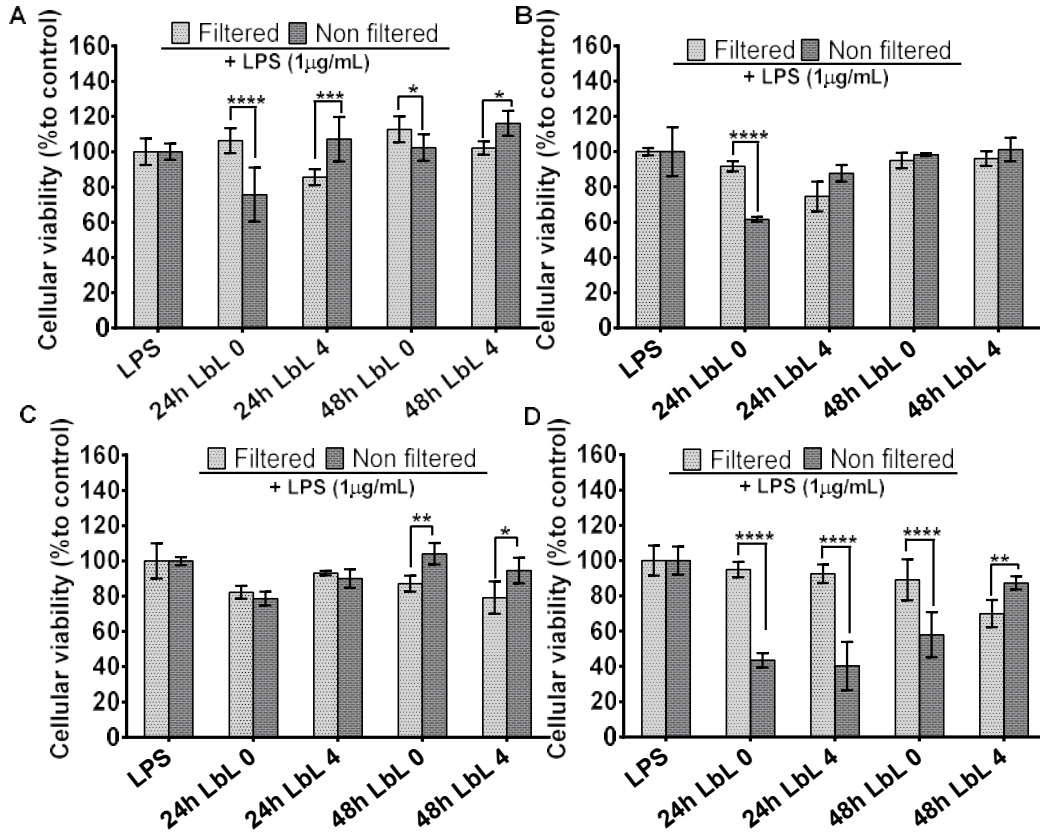 A
Filtered Non filtered
+ LPS (1µg/mL)
Cellular viability (%to control)
160
140
120
100
80
60
40
20
0
**** *** * *
LPS 24h LbL 0 24h LbL 4 48h LbL 0 48h LbL 4
B
Filtered Non filtered
+ LPS (1µg/mL)
Cellular viability (%to control)
160
140
120
100
80
60
40
20
0
****
LPS 24h LbL 0 24h LbL 4 48h LbL 0 48h LbL 4
C
Filtered Non filtered
+ LPS (1µg/mL)
Cellular viability (%to control)
160
140
120
100
80
60
40
20
0
** *
LPS 24h LbL 0 24h LbL 4 48h LbL 0 48h LbL 4
D
Filtered Non filtered
+ LPS (1µg/mL)
Cellular viability (%to control)
160
140
120
100
80
60
40
20
0
**** **** **** **
LPS 24h LbL 0 24h LbL 4 48h LbL 0 48h LbL 4